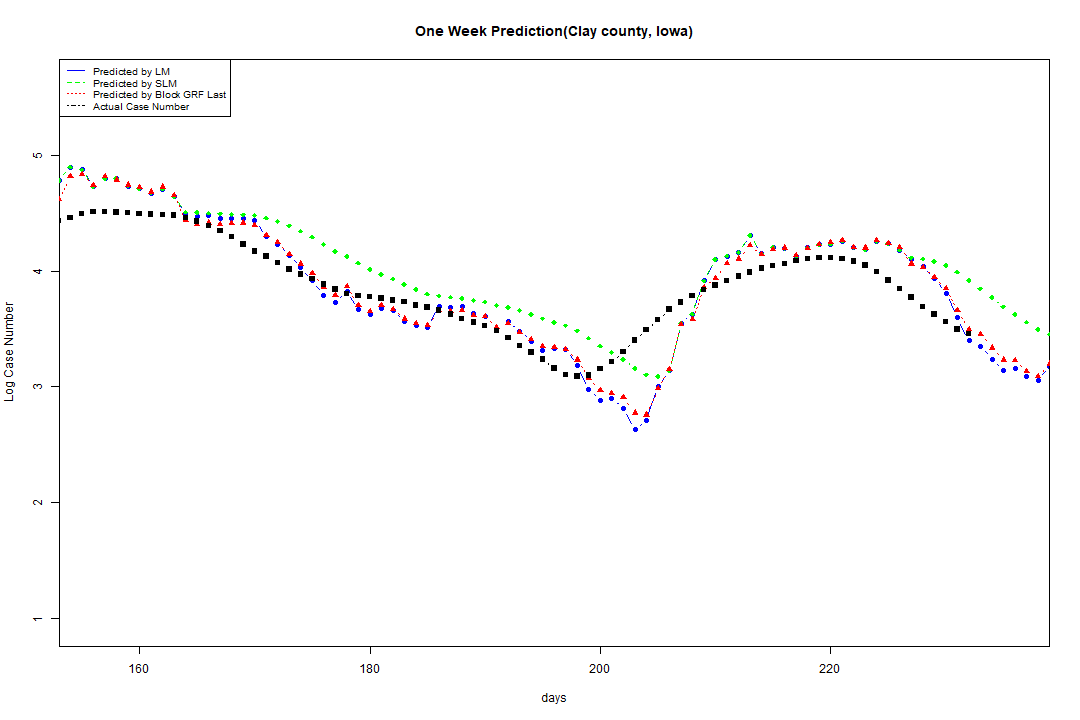 One Week Prediction(Clay county, Iowa)
Predicted by LM
Predicted by SLM
Predicted by Block GRF Last
Actual Case Number
5
4
3
2
1
Log Case Number
160 180 200 220
days